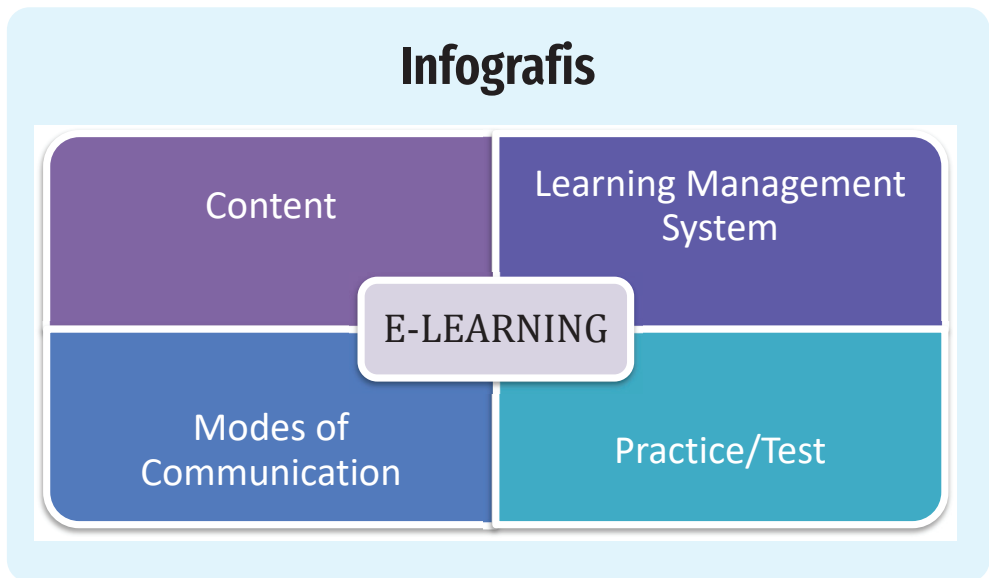 Infografis
Content
Learning Management
System
E-LEARNING
Modes of
Communication
Practice/Test